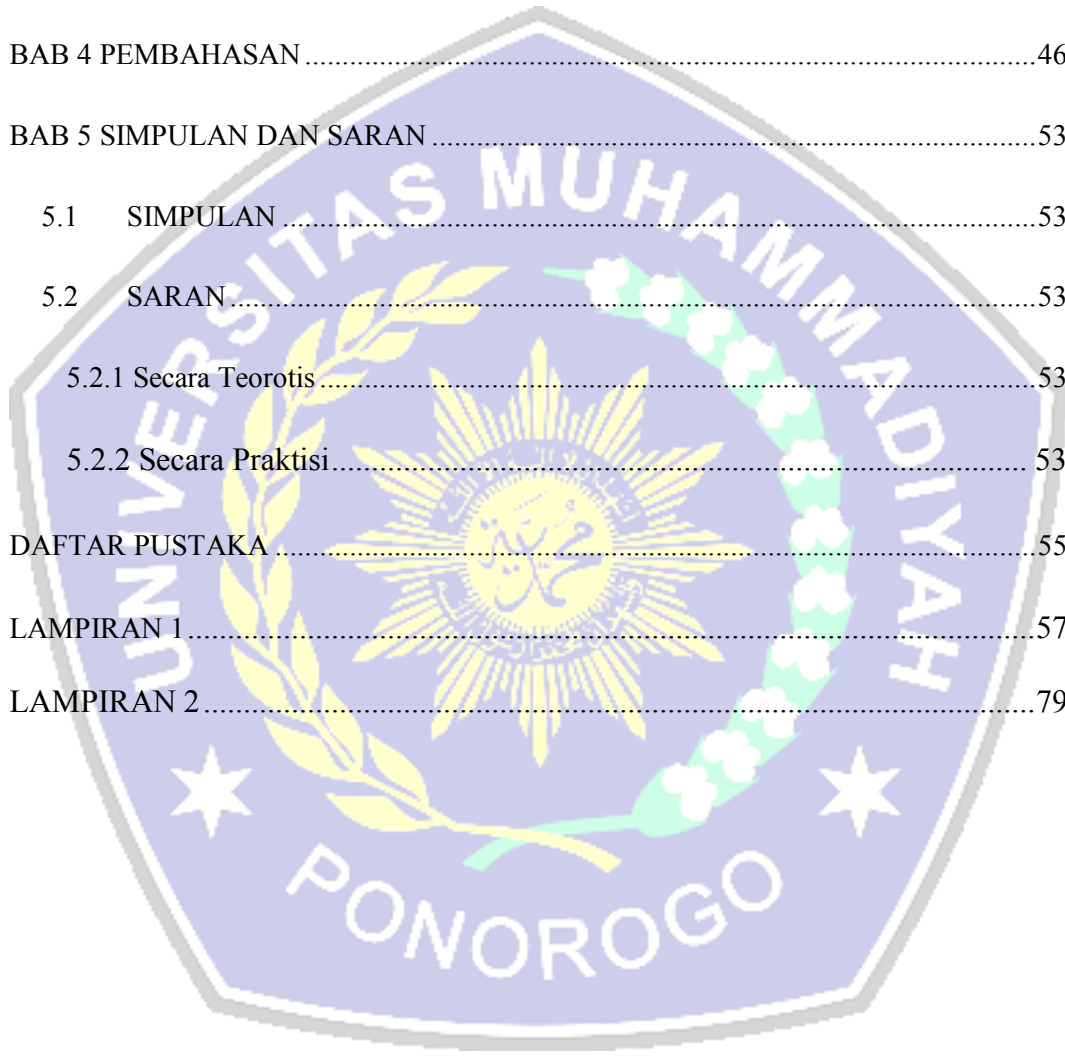 BAB 4 PEMBAHASAN ........ 46
BAB 5 SIMPULAN DAN SARAN ........ 53
5.1 SIMPULAN ........ 53
5.2 SARAN ........ 53
5.2.1 Secara Teorotis ........ 53
5.2.2 Secara Praktisi ........ 53
DAFTAR PUSTAKA ........ 55
LAMPIRAN 1 ........ 57
LAMPIRAN 2 ........ 79
UNIVERSITAS MUHAMMADIYAH
PONOROGO